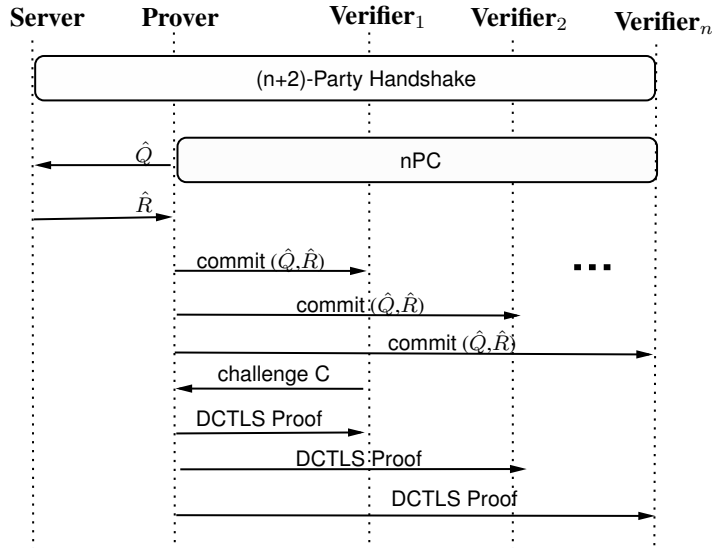 Server Prover Verifier₁ Verifier₂ Verifierₙ
(n+2)-Party Handshake
Q̂ nPC
R̂
commit (Q̂,R̂) ...
commit (Q̂,R̂)
commit (Q̂,R̂)
challenge C
DCTLS Proof
DCTLS Proof
DCTLS Proof